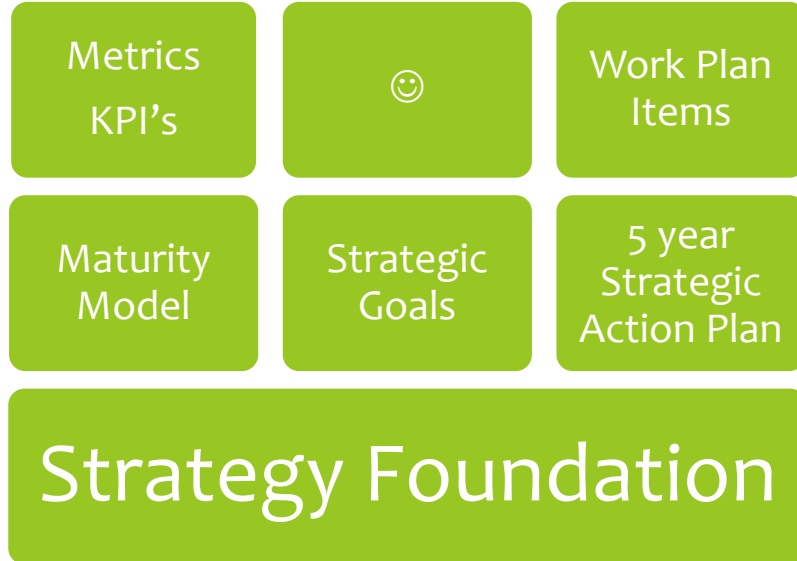 Metrics
KPI’s
☺
Work Plan
Items
Maturity
Model
Strategic
Goals
5 year
Strategic
Action Plan
Strategy Foundation